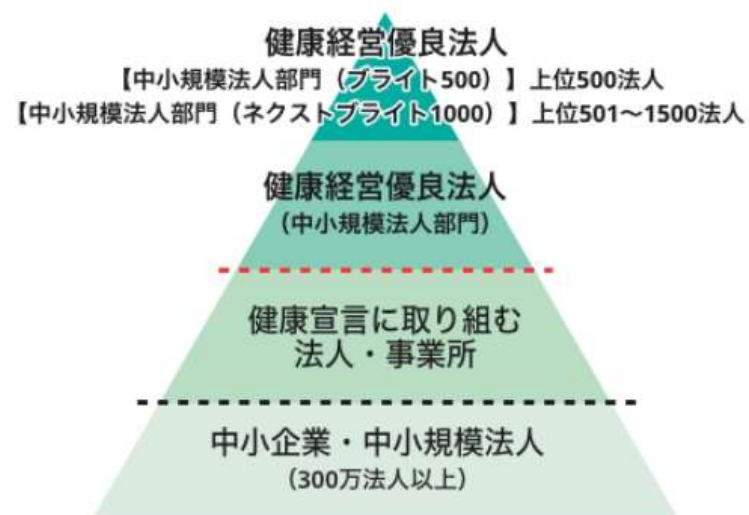 健康経営優良法人
【中小規模法人部門（ブライト500）】上位500法人
【中小規模法人部門（ネクストブライト1000）】上位501〜1500法人
健康経営優良法人
（中小規模法人部門）
健康宣言に取り組む
法人・事業所
中小企業・中小規模法人
（300万法人以上）